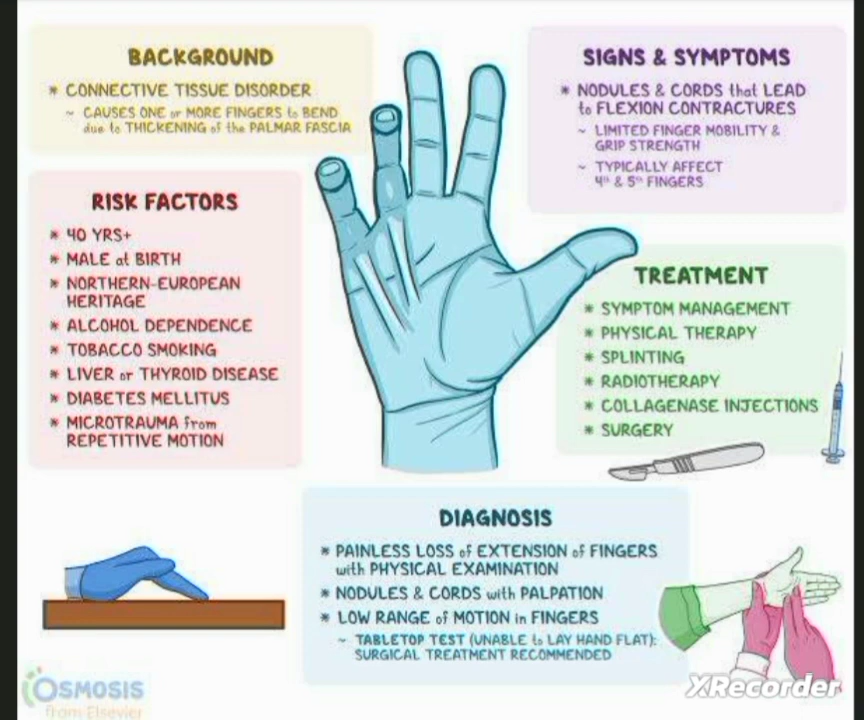 BACKGROUND
* CONNECTIVE TISSUE DISORDER
~ CAUSES ONE or MORE FINGERS to BEND
due to THICKENING of the PALMAR FASCIA
RISK FACTORS
* 40 YRS+
* MALE at BIRTH
* NORTHERN-EUROPEAN
HERITAGE
* ALCOHOL DEPENDENCE
* TOBACCO SMOKING
* LIVER or THYROID DISEASE
* DIABETES MELLITUS
* MICROTRAUMA from
REPETITIVE MOTION
SIGNS & SYMPTOMS
* NODULES & CORDS that LEAD
to FLEXION CONTRACTURES
~ LIMITED FINGER MOBILITY &
GRIP STRENGTH
~ TYPICALLY AFFECT
4th & 5th FINGERS
TREATMENT
* SYMPTOM MANAGEMENT
* PHYSICAL THERAPY
* SPLINTING
* RADIOTHERAPY
* COLLAGENASE INJECTIONS
* SURGERY
DIAGNOSIS
* PAINLESS LOSS of EXTENSION of FINGERS
with PHYSICAL EXAMINATION
* NODULES & CORDS with PALPATION
* LOW RANGE of MOTION in FINGERS
~ TABLETOP TEST (UNABLE to LAY HAND FLAT):
SURGICAL TREATMENT RECOMMENDED
OSMOSIS
from Elsevier
XRecorder